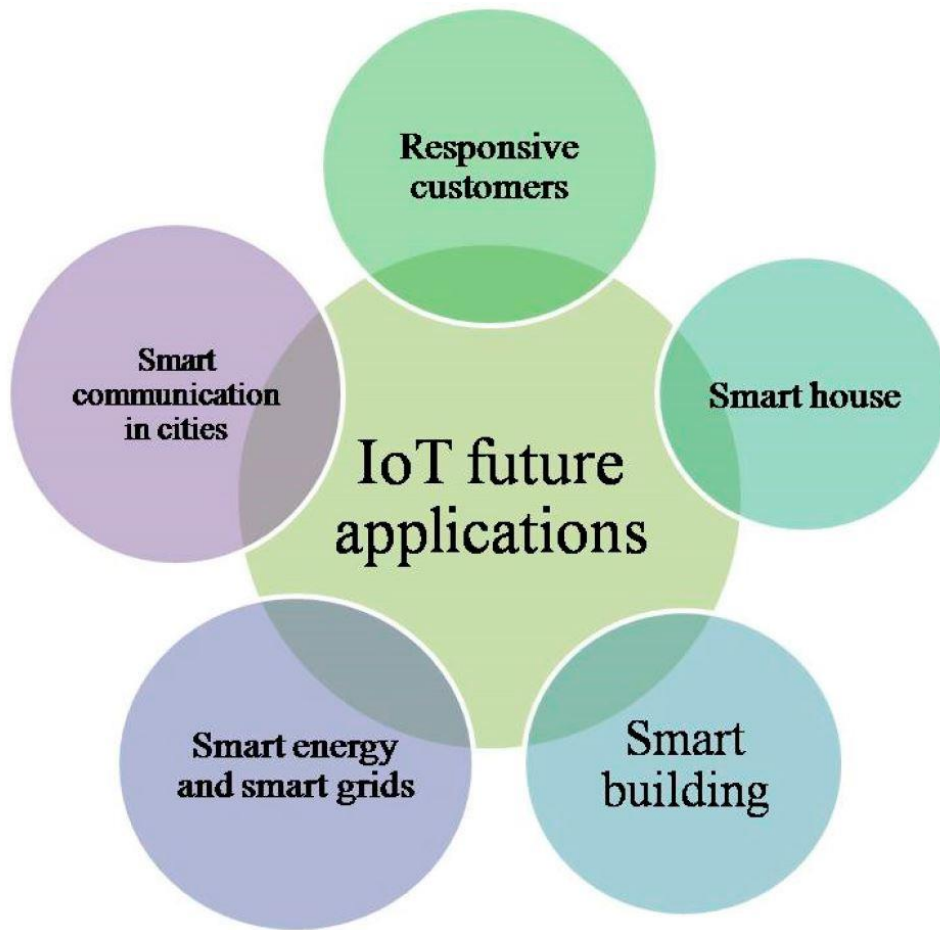 Responsive
customers
Smart
communication
in cities
Smart house
IoT future
applications
Smart energy
and smart grids
Smart
building